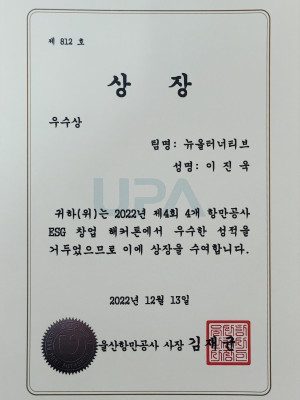 제 812 호
상 장
우수상
팀명: 뉴올터너티브
성명: 이 진 욱
UPA
귀하(위)는 2022년 제4회 4개 항만공사
ESG 창업 해커톤에서 우수한 성적을
거두었으므로 이에 상장을 수여합니다.
2022년 12월 13일
울산항만공사 사장 김 재 균